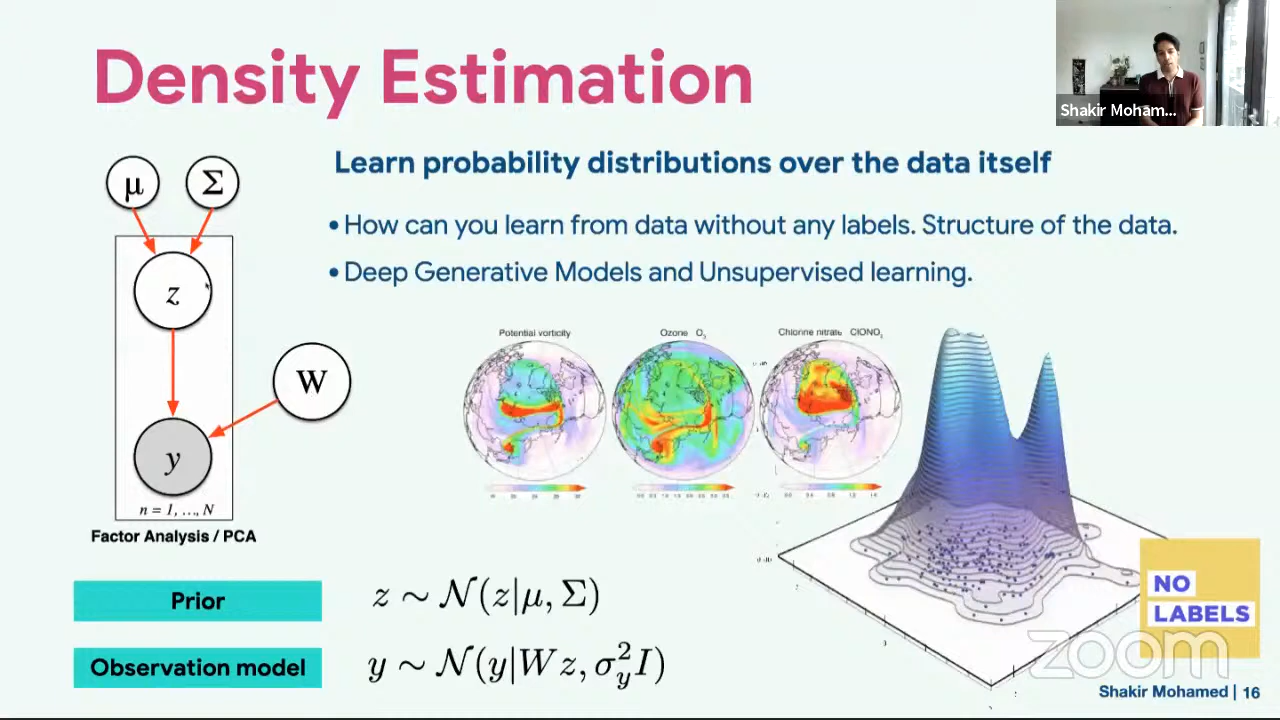 Density Estimation
Shakir Moham...
Learn probability distributions over the data itself
• How can you learn from data without any labels. Structure of the data.
• Deep Generative Models and Unsupervised learning.
μ
Σ
z
W
y
n = 1, ..., N
Factor Analysis / PCA
Potential vorticity
Ozone O₃
Chlorine nitrate ClONO₂
Prior
z ∼ 𝒩(z|μ, Σ)
Observation model
y ∼ 𝒩(y|Wz, σ_y^2 I)
NO
LABELS
zoom
Shakir Mohamed | 16